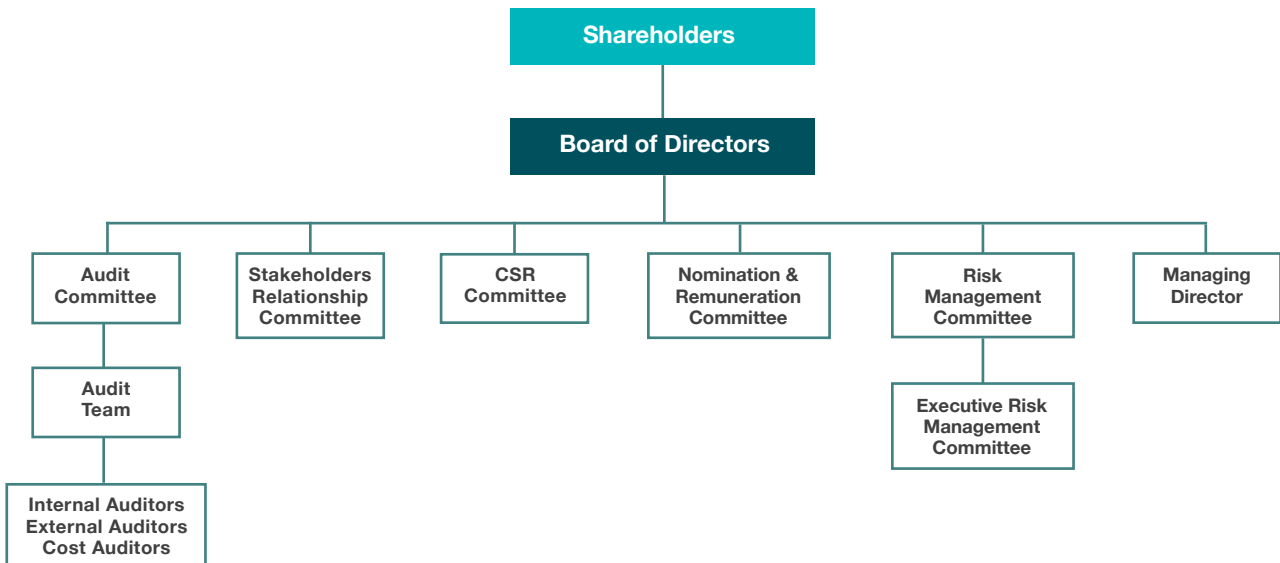 Shareholders
Board of Directors
Audit
Committee
Stakeholders
Relationship
Committee
CSR
Committee
Nomination &
Remuneration
Committee
Risk
Management
Committee
Managing
Director
Audit
Team
Executive Risk
Management
Committee
Internal Auditors
External Auditors
Cost Auditors